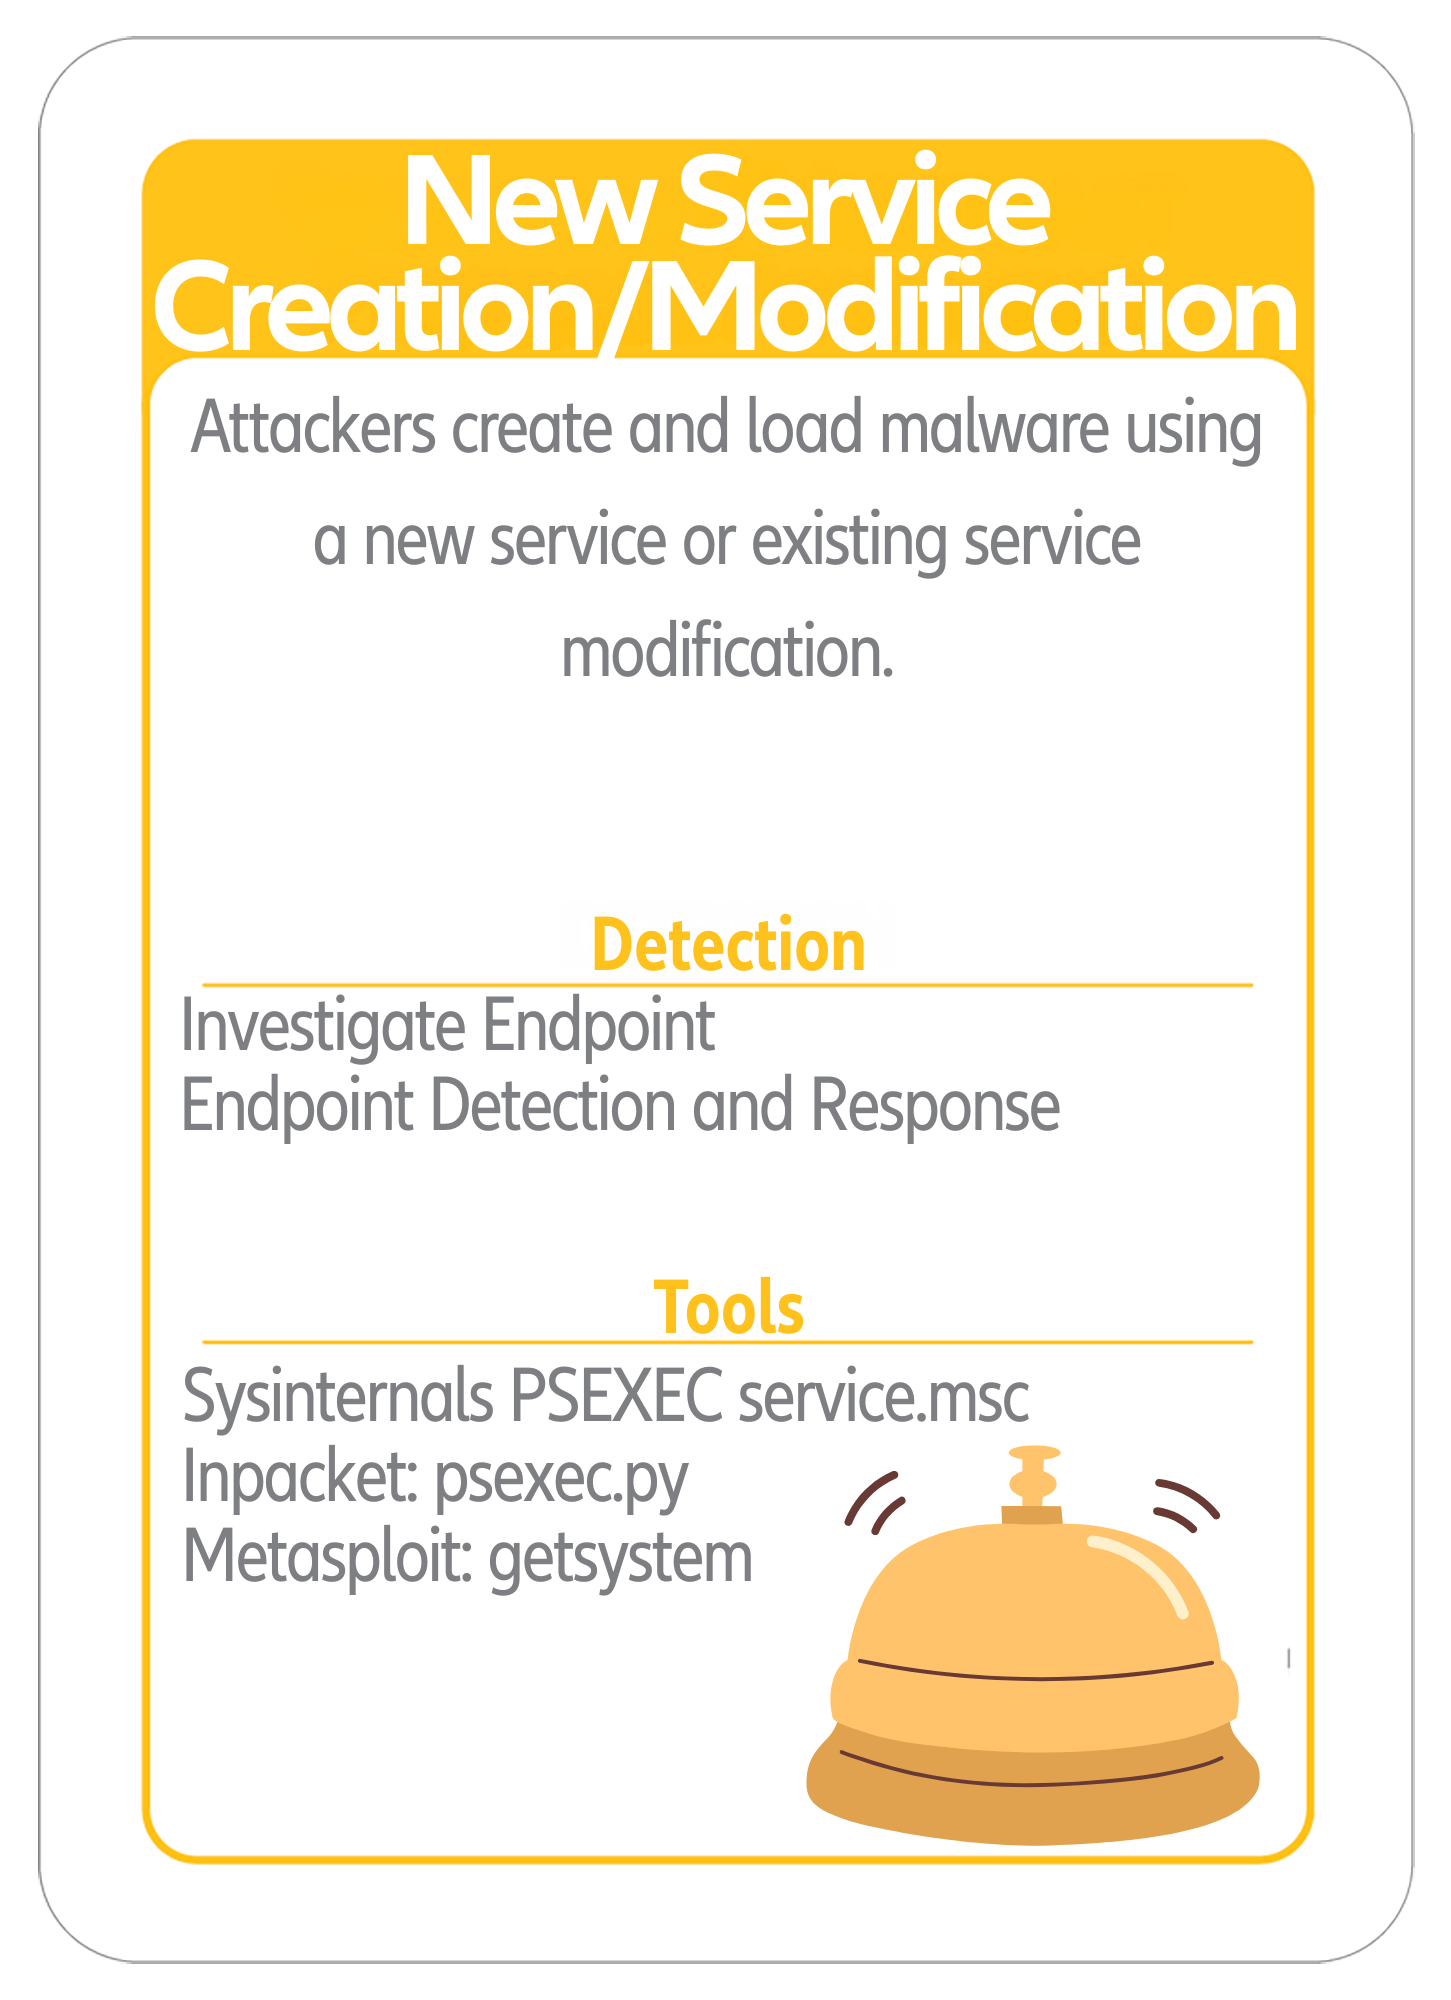 New Service
Creation/Modification
Attackers create and load malware using
a new service or existing service
modification.
Detection
Investigate Endpoint
Endpoint Detection and Response
Tools
Sysinternals PSEXEC service.msc
Inpacket: psexec.py
Metasploit: getsystem